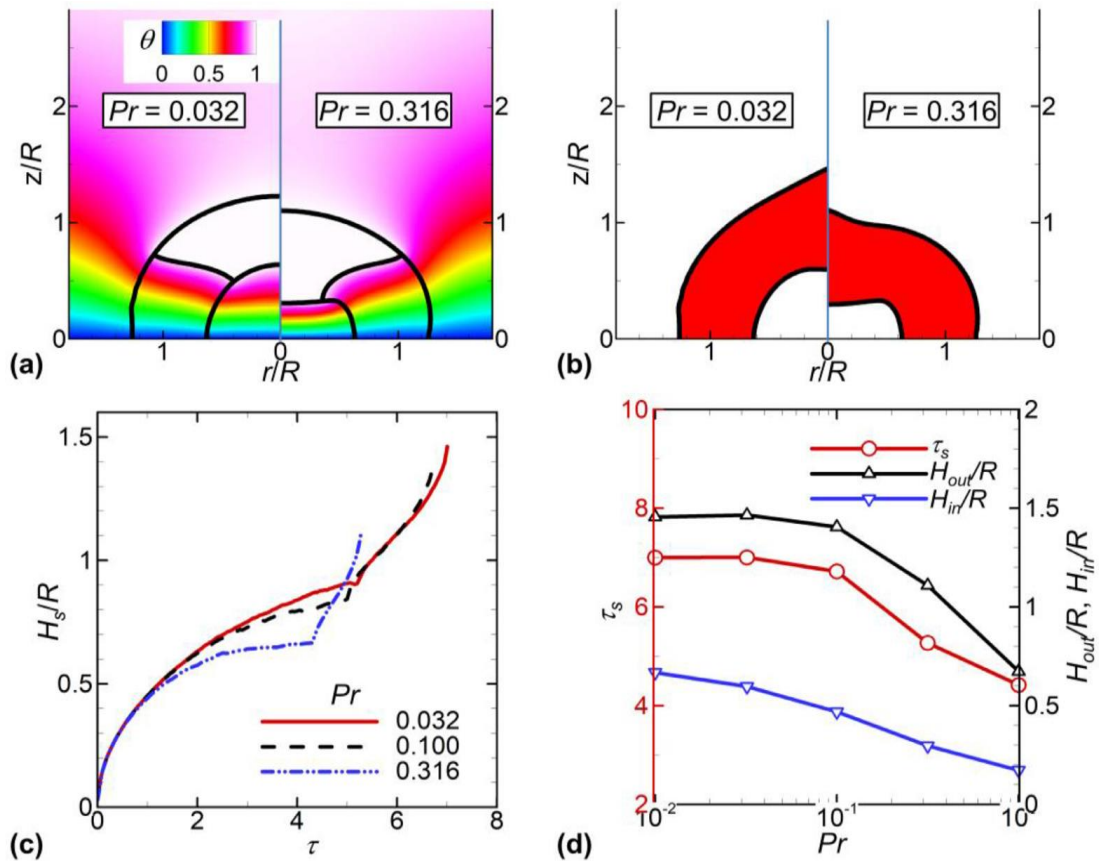 θ
0 0.5 1
Pr = 0.032
Pr = 0.316
z/R
2
1
0
2
1
0
1 0 1
r/R
(a)
Pr = 0.032
Pr = 0.316
z/R
2
1
0
2
1
0
1 0 1
r/R
(b)
H_s/R
1.5
1
0.5
0
Pr
0.032
0.100
0.316
0 2 4 6 8
τ
(c)
τ_s
10
8
6
4
2
τ_s
H_out/R
H_in/R
2
1.5
1
0.5
0
H_out/R, H_in/R
10^-2 10^-1 10^0
Pr
(d)